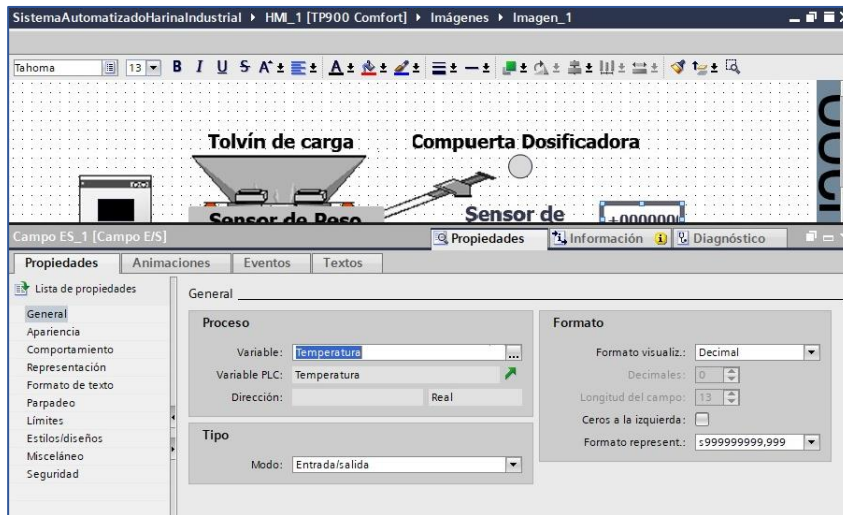 SistemaAutomatizadoHarinaIndustrial ▸ HMI_1 [TP900 Comfort] ▸ Imágenes ▸ Imagen_1
Tahoma 13 B I U S A A
Tolvín de carga Compuerta Dosificadora
Sensor de Peso Sensor de +0000000
Campo ES_1 [Campo E/S] Propiedades Información Diagnóstico
Propiedades Animaciones Eventos Textos
Lista de propiedades
General
Apariencia
Comportamiento
Representación
Formato de texto
Parpadeo
Límites
Estilos/diseños
Misceláneo
Seguridad
General
Proceso
Variable: Temperatura ...
Variable PLC: Temperatura
Dirección: Real
Tipo
Modo: Entrada/salida
Formato
Formato visualiz.: Decimal
Decimales: 0
Longitud del campo: 13
Ceros a la izquierda:
Formato represent.: s999999999,999